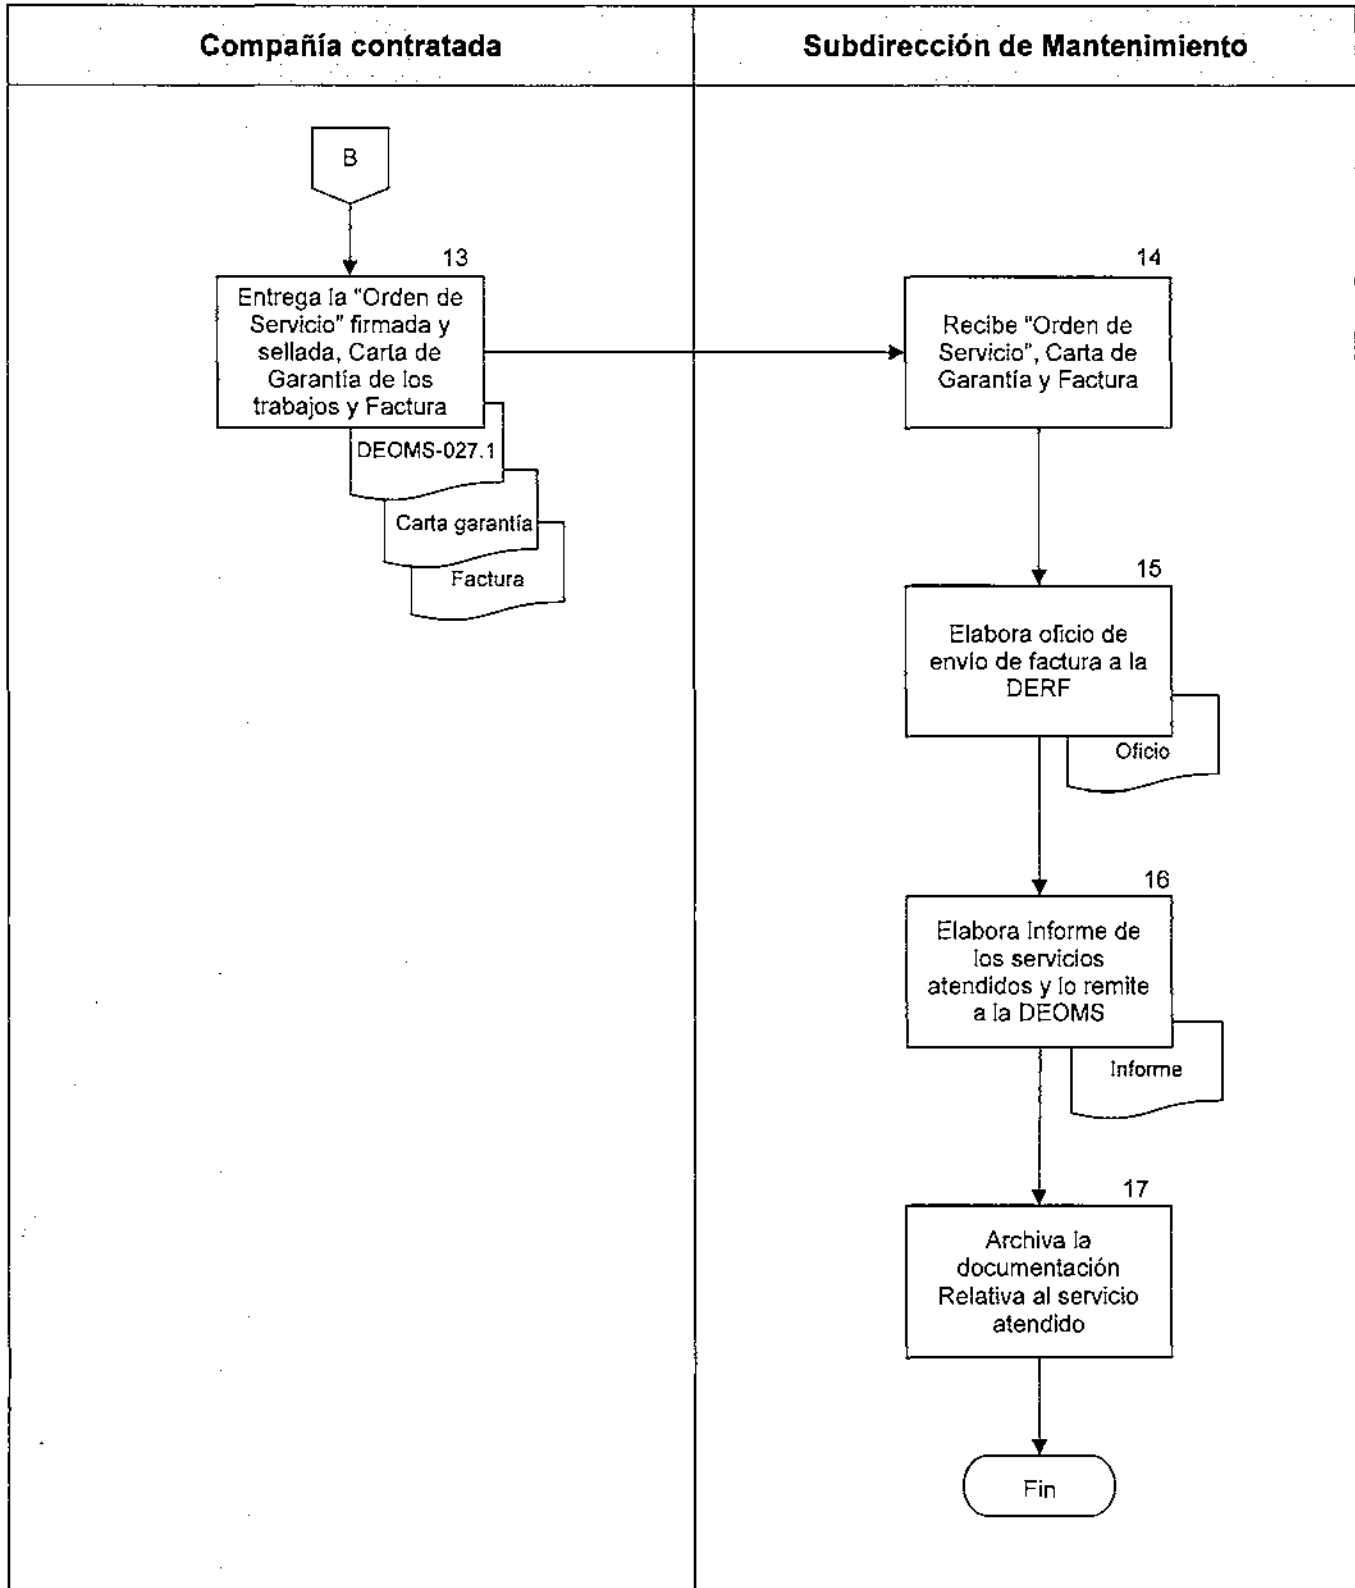 Compañía contratada
Subdirección de Mantenimiento
B
13
Entrega la "Orden de
Servicio" firmada y
sellada, Carta de
Garantía de los
trabajos y Factura
DEOMS-027.1
Carta garantía
Factura
14
Recibe "Orden de
Servicio", Carta de
Garantía y Factura
15
Elabora oficio de
envío de factura a la
DERF
Oficio
16
Elabora Informe de
los servicios
atendidos y lo remite
a la DEOMS
Informe
17
Archiva la
documentación
Relativa al servicio
atendido
Fin